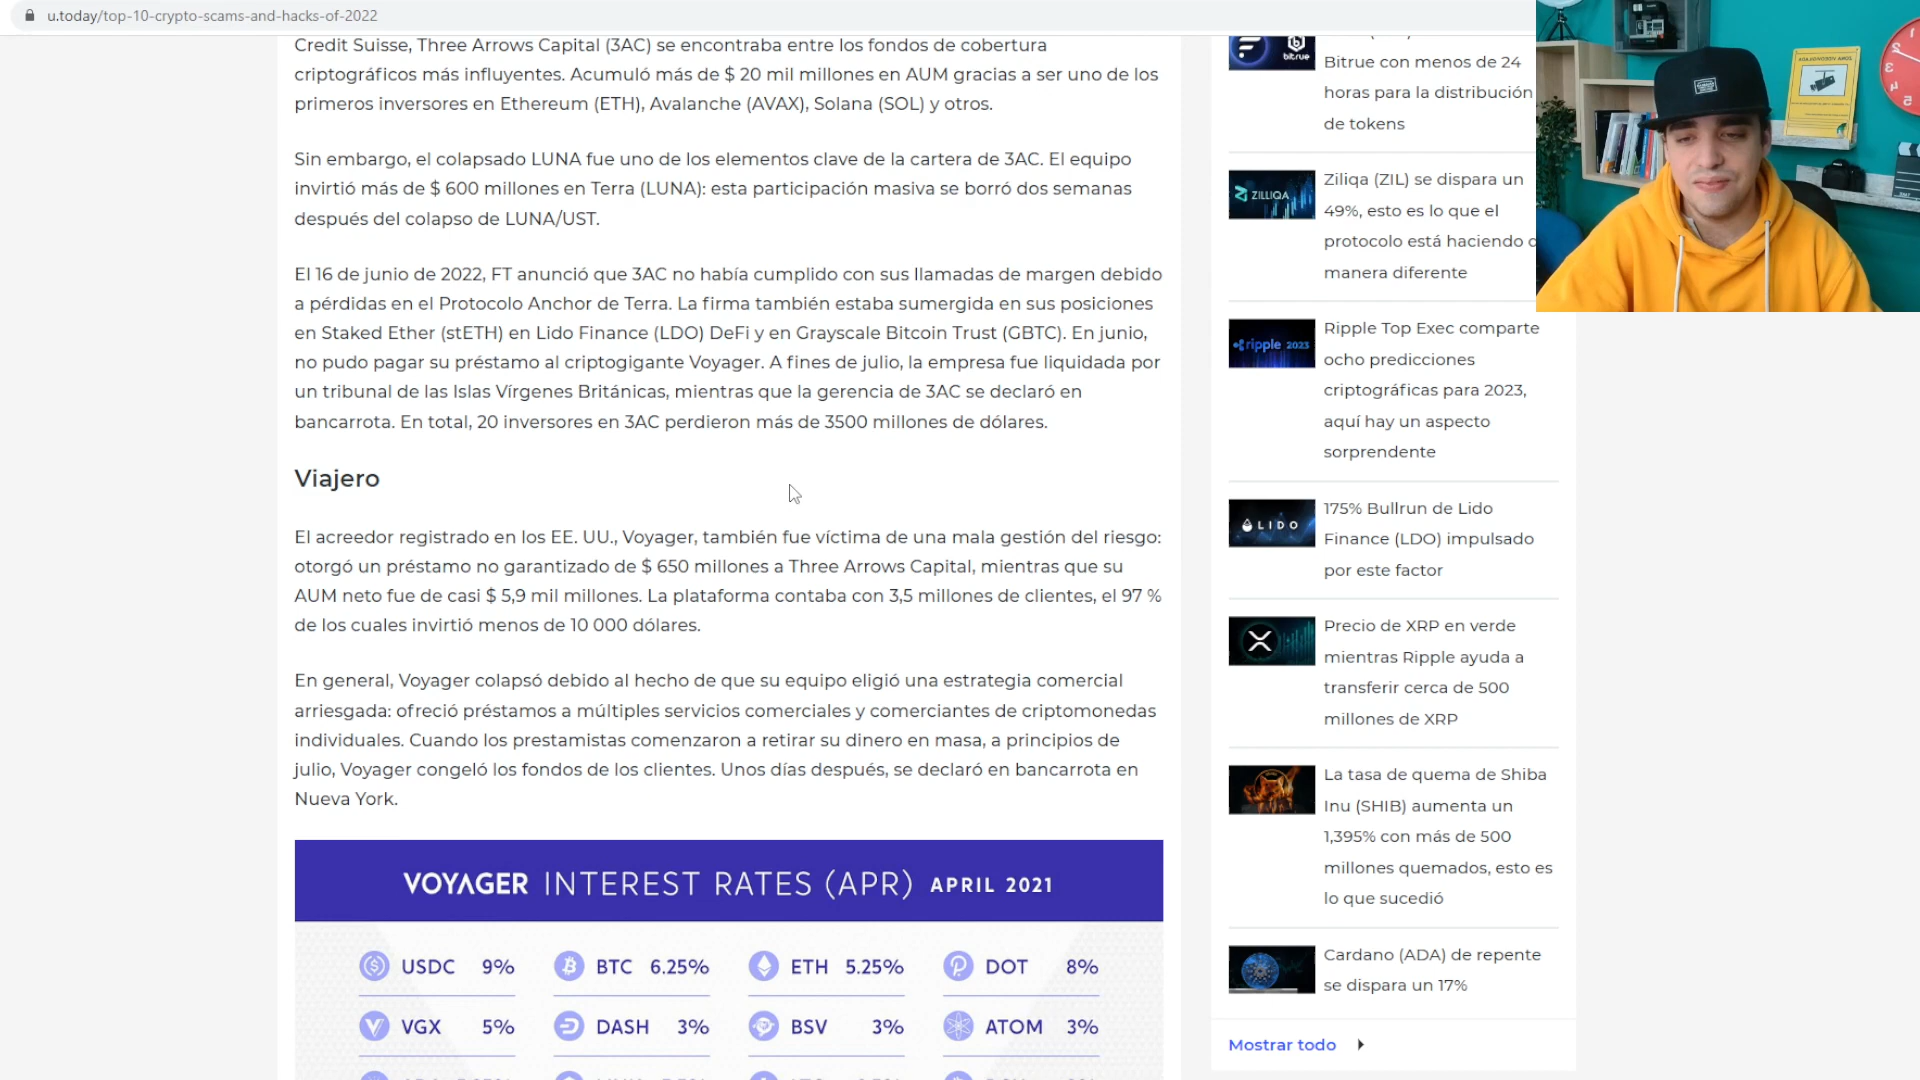 u.today/top-10-crypto-scams-and-hacks-of-2022
Credit Suisse, Three Arrows Capital (3AC) se encontraba entre los fondos de cobertura
criptográficos más influyentes. Acumuló más de $ 20 mil millones en AUM gracias a ser uno de los
primeros inversores en Ethereum (ETH), Avalanche (AVAX), Solana (SOL) y otros.
Sin embargo, el colapsado LUNA fue uno de los elementos clave de la cartera de 3AC. El equipo
invirtió más de $ 600 millones en Terra (LUNA): esta participación masiva se borró dos semanas
después del colapso de LUNA/UST.
El 16 de junio de 2022, FT anunció que 3AC no había cumplido con sus llamadas de margen debido
a pérdidas en el Protocolo Anchor de Terra. La firma también estaba sumergida en sus posiciones
en Staked Ether (stETH) en Lido Finance (LDO) DeFi y en Grayscale Bitcoin Trust (GBTC). En junio,
no pudo pagar su préstamo al criptogigante Voyager. A fines de julio, la empresa fue liquidada por
un tribunal de las Islas Vírgenes Británicas, mientras que la gerencia de 3AC se declaró en
bancarrota. En total, 20 inversores en 3AC perdieron más de 3500 millones de dólares.
Viajero
El acreedor registrado en los EE. UU., Voyager, también fue víctima de una mala gestión del riesgo:
otorgó un préstamo no garantizado de $ 650 millones a Three Arrows Capital, mientras que su
AUM neto fue de casi $ 5,9 mil millones. La plataforma contaba con 3,5 millones de clientes, el 97 %
de los cuales invirtió menos de 10 000 dólares.
En general, Voyager colapsó debido al hecho de que su equipo eligió una estrategia comercial
arriesgada: ofreció préstamos a múltiples servicios comerciales y comerciantes de criptomonedas
individuales. Cuando los prestamistas comenzaron a retirar su dinero en masa, a principios de
julio, Voyager congeló los fondos de los clientes. Unos días después, se declaró en bancarrota en
Nueva York.
VOYAGER INTEREST RATES (APR) APRIL 2021
USDC 9% BTC 6.25% ETH 5.25% DOT 8%
VGX 5% DASH 3% BSV 3% ATOM 3%
bitrue
Bitrue con menos de 24
horas para la distribución
de tokens
ZILLIQA
Ziliqa (ZIL) se dispara un
49%, esto es lo que el
protocolo está haciendo
manera diferente
ripple 2023
Ripple Top Exec comparte
ocho predicciones
criptográficas para 2023,
aquí hay un aspecto
sorprendente
LIDO
175% Bullrun de Lido
Finance (LDO) impulsado
por este factor
Precio de XRP en verde
mientras Ripple ayuda a
transferir cerca de 500
millones de XRP
La tasa de quema de Shiba
Inu (SHIB) aumenta un
1,395% con más de 500
millones quemados, esto es
lo que sucedió
Cardano (ADA) de repente
se dispara un 17%
Mostrar todo